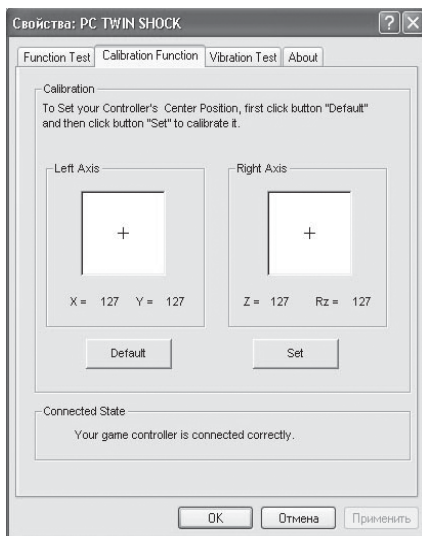 Свойства: PC TWIN SHOCK
Function Test Calibration Function Vibration Test About
Calibration
To Set your Controller's Center Position, first click button "Default"
and then click button "Set" to calibrate it.
Left Axis Right Axis
X = 127 Y = 127 Z = 127 Rz = 127
Default Set
Connected State
Your game controller is connected correctly.
OK Отмена Применить